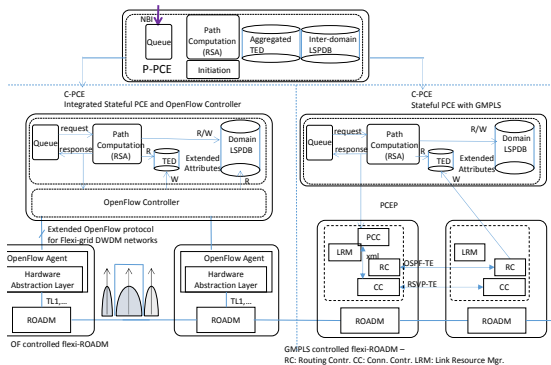 NBI
Queue
Path
Computation
(RSA)
Aggregated
TED
Inter-domain
LSPDB
P-PCE
Initiation
C-PCE
Integrated Stateful PCE and OpenFlow Controller
C-PCE
Stateful PCE with GMPLS
Queue
request
response
Path
Computation
(RSA)
R/W
R
TED
W
Extended
Attributes
Domain
LSPDB
R
OpenFlow Controller
Queue
request
response
Path
Computation
(RSA)
R/W
R
TED
W
Extended
Attributes
Domain
LSPDB
PCEP
Extended OpenFlow protocol
for Flexi-grid DWDM networks
OpenFlow Agent
Hardware
Abstraction Layer
TL1,...
ROADM
OpenFlow Agent
Hardware
Abstraction Layer
TL1,...
ROADM
PCC
LRM
xml
RC
CC
OSPF-TE
RSVP-TE
LRM
RC
CC
ROADM
ROADM
OF controlled flexi-ROADM
GMPLS controlled flexi-ROADM –
RC: Routing Contr. CC: Conn. Contr. LRM: Link Resource Mgr.